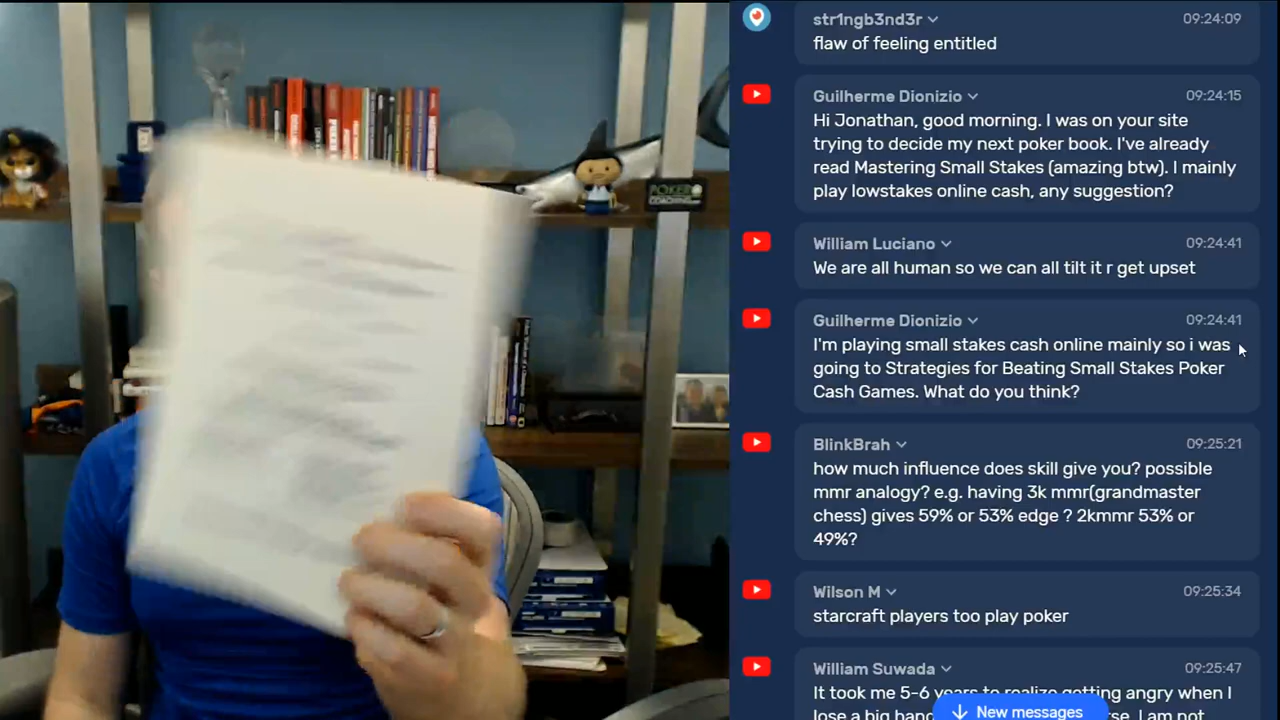 str1ngb3nd3r
09:24:09
flaw of feeling entitled
Guilherme Dionizio
09:24:15
Hi Jonathan, good morning. I was on your site
trying to decide my next poker book. I've already
read Mastering Small Stakes (amazing btw). I mainly
play lowstakes online cash, any suggestion?
William Luciano
09:24:41
We are all human so we can all tilt it r get upset
Guilherme Dionizio
09:24:41
I'm playing small stakes cash online mainly so i was
going to Strategies for Beating Small Stakes Poker
Cash Games. What do you think?
BlinkBrah
09:25:21
how much influence does skill give you? possible
mmr analogy? e.g. having 3k mmr(grandmaster
chess) gives 59% or 53% edge ? 2kmmr 53% or
49%?
Wilson M
09:25:34
starcraft players too play poker
William Suwada
09:25:47
It took me 5-6 years to realize getting angry when I
New messages
POKER
COACHING